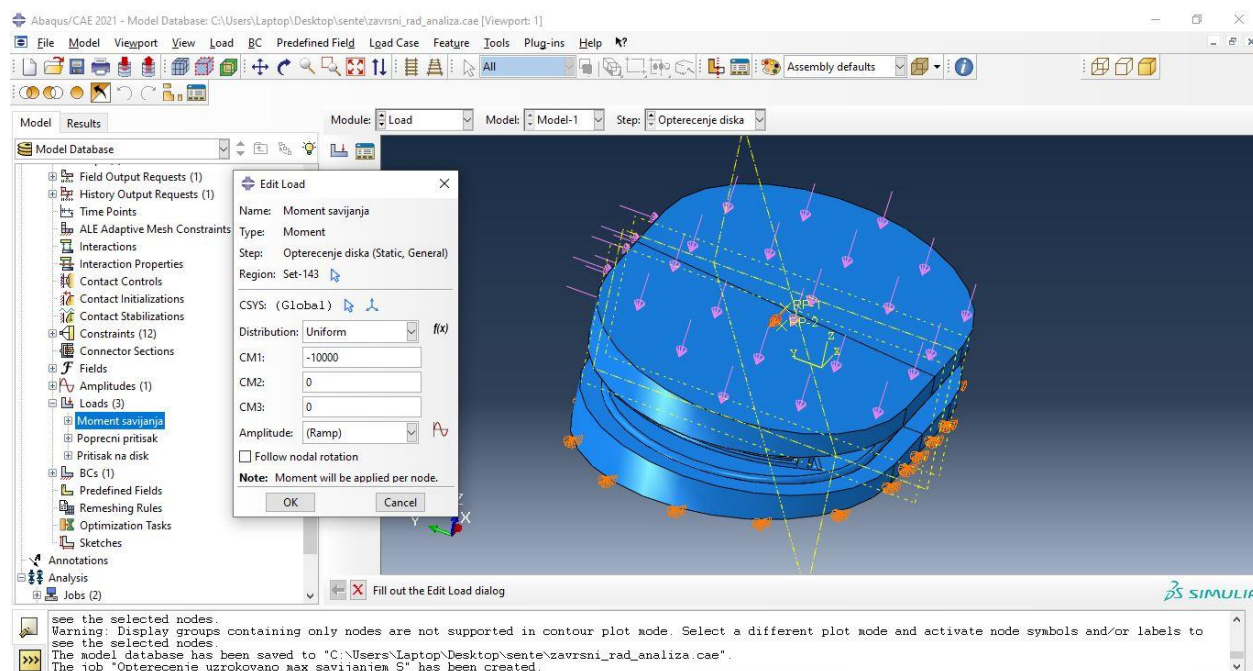 Abaqus/CAE 2021 - Model Database: C:\Users\Laptop\Desktop\sente\zavrsni_rad_analiza.cae [Viewport: 1]
File Model Viewport View Load BC Predefined Field Load Case Feature Tools Plug-ins Help
All
Assembly defaults
Model Results
Module: Load Model: Model-1 Step: Opterecenje diska
Model Database
Field Output Requests (1)
History Output Requests (1)
Time Points
ALE Adaptive Mesh Constraints
Interactions
Interaction Properties
Contact Controls
Contact Initializations
Contact Stabilizations
Constraints (12)
Connector Sections
Fields
Amplitudes (1)
Loads (3)
Moment savijanja
Poprecni pritisak
Pritisak na disk
BCs (1)
Predefined Fields
Remeshing Rules
Optimization Tasks
Sketches
Annotations
Analysis
Jobs (2)
Edit Load
Name: Moment savijanja
Type: Moment
Step: Opterecenje diska (Static, General)
Region: Set-143
CSYS: (Global)
Distribution: Uniform f(x)
CM1: -10000
CM2: 0
CM3: 0
Amplitude: (Ramp)
Follow nodal rotation
Note: Moment will be applied per node.
OK Cancel
RP-1
RP-2
Z
Y X
Z
Y X
Fill out the Edit Load dialog
SIMULIA
see the selected nodes.
Warning: Display groups containing only nodes are not supported in contour plot mode. Select a different plot mode and activate node symbols and/or labels to
see the selected nodes.
The model database has been saved to "C:\Users\Laptop\Desktop\sente\zavrsni_rad_analiza.cae".
The job "Opterecenje uzrokovano max savijanjem S" has been created.